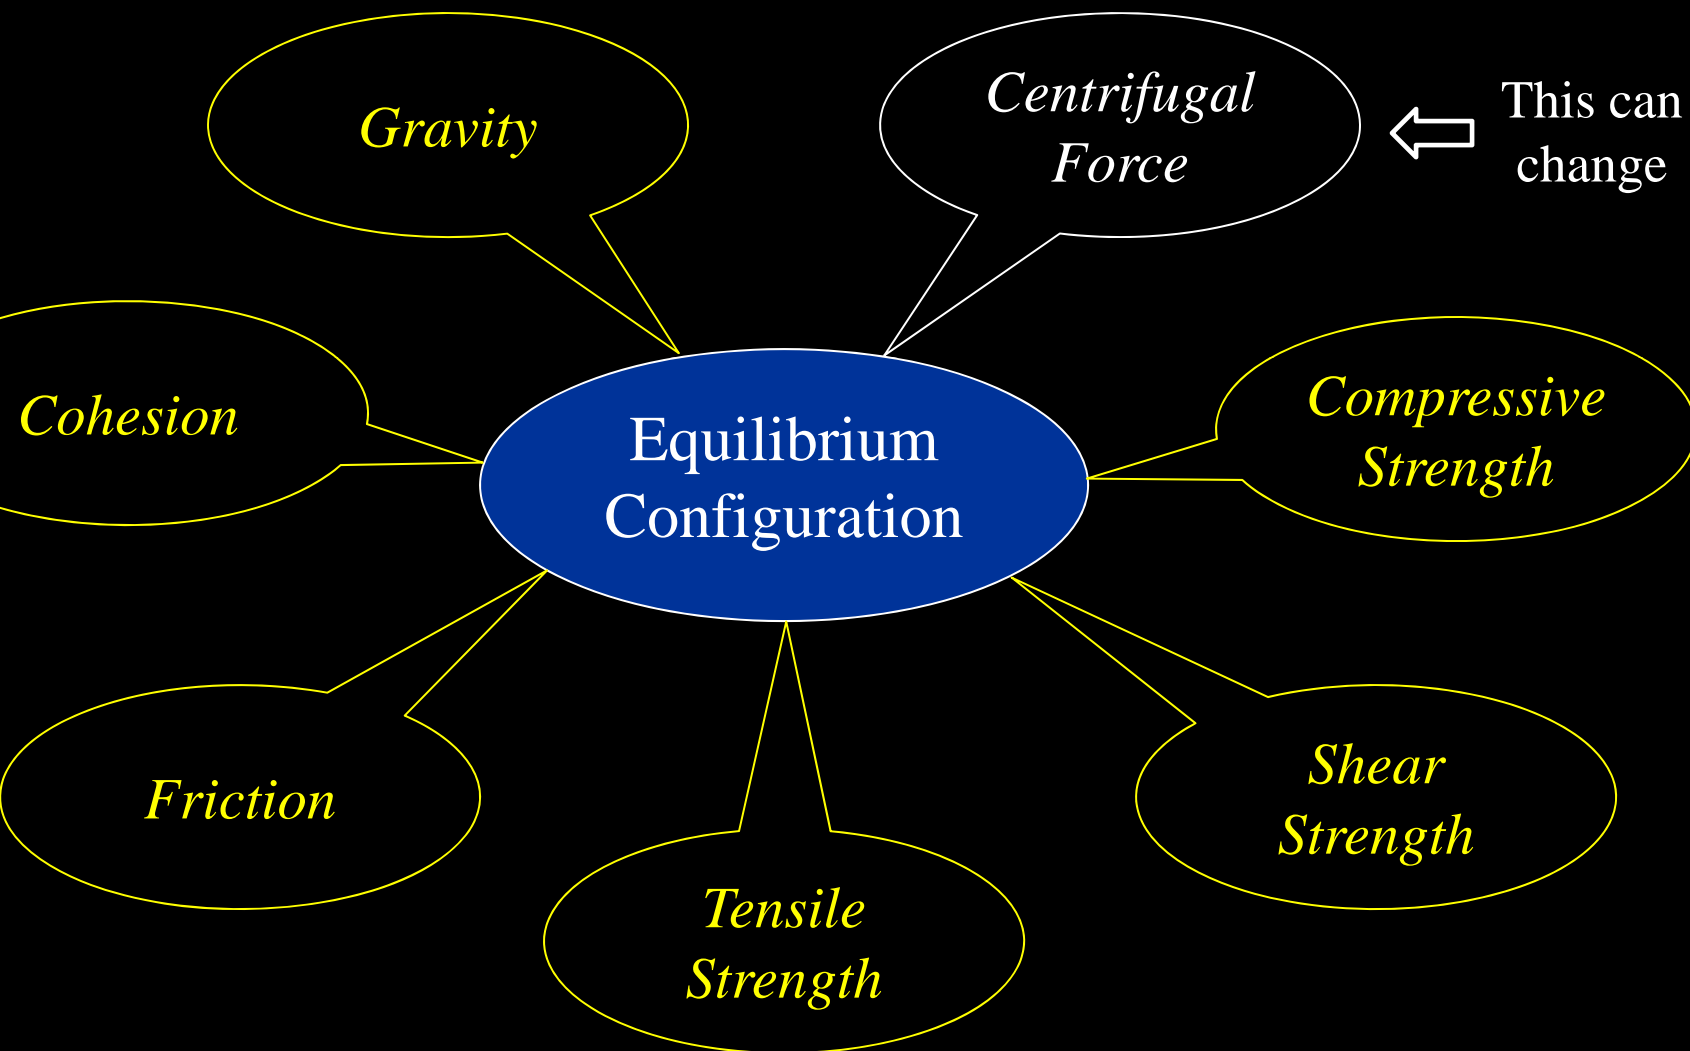 Gravity
Centrifugal
Force
This can
change
Cohesion
Equilibrium
Configuration
Compressive
Strength
Friction
Tensile
Strength
Shear
Strength